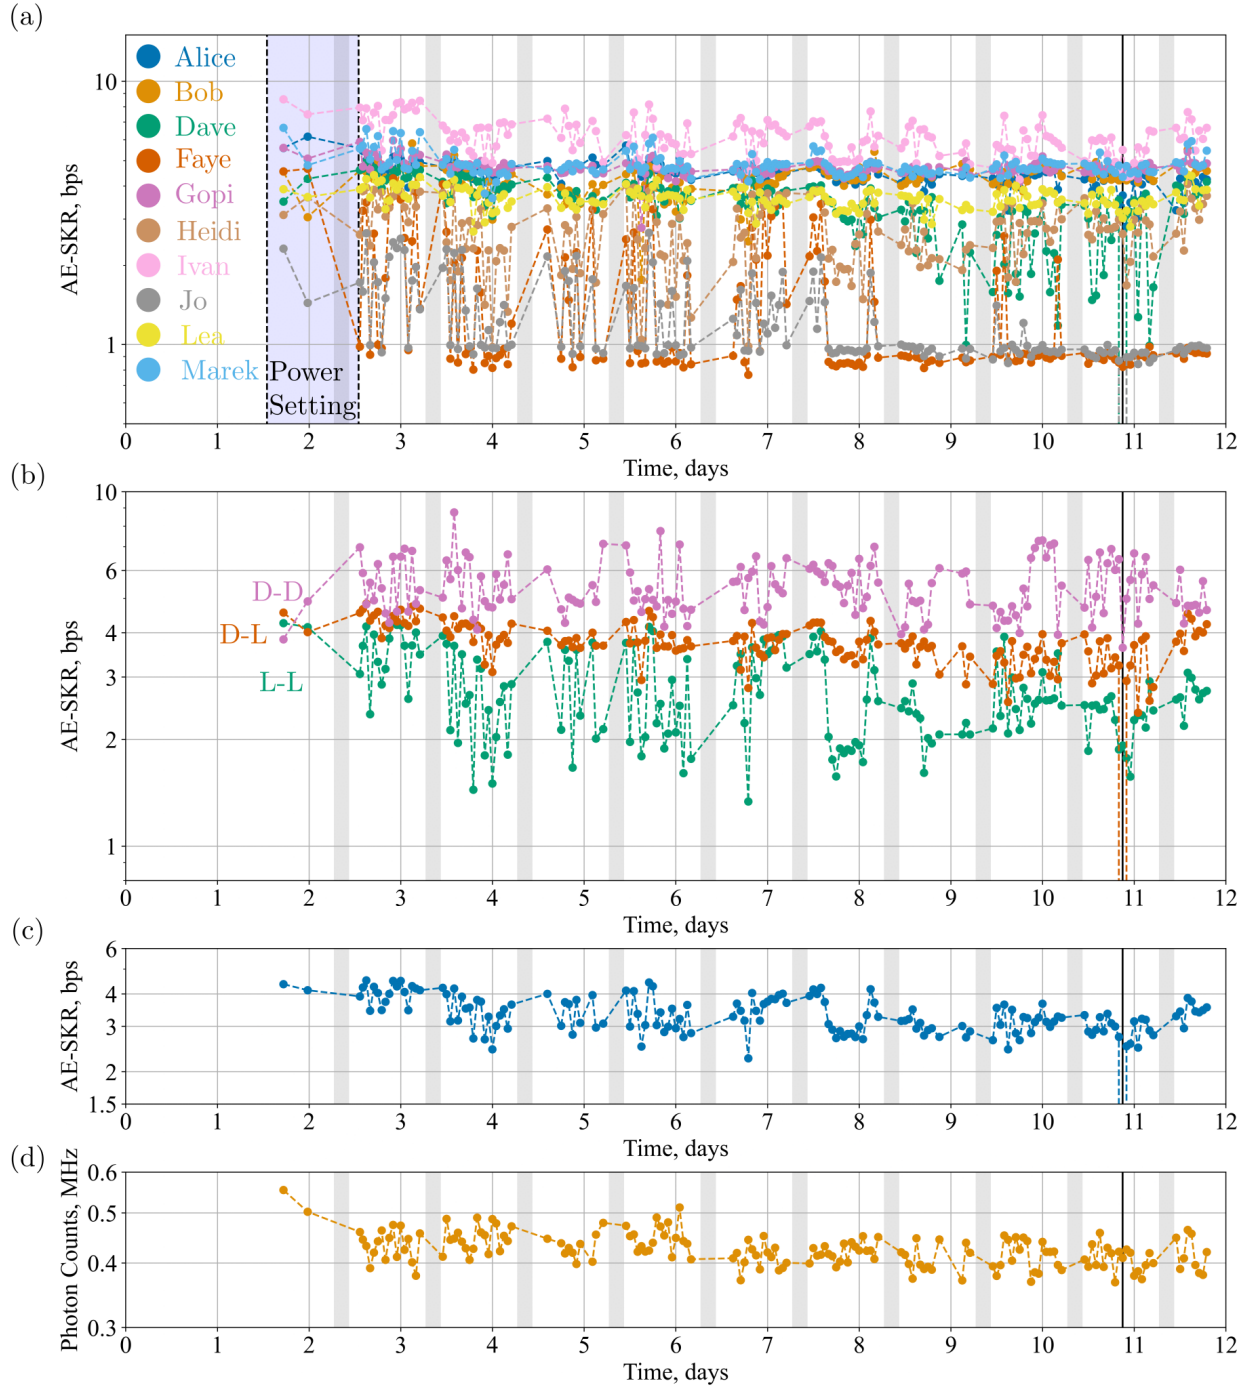 (a)
10
1
AE-SKR, bps
Alice
Bob
Dave
Faye
Gopi
Heidi
Ivan
Jo
Lea
Marek
Power
Setting
0 1 2 3 4 5 6 7 8 9 10 11 12
Time, days
(b)
10
6
4
3
2
1
AE-SKR, bps
D-D
D-L
L-L
0 1 2 3 4 5 6 7 8 9 10 11 12
Time, days
(c)
6
4
3
2
1.5
AE-SKR, bps
0 1 2 3 4 5 6 7 8 9 10 11 12
Time, days
(d)
0.6
0.5
0.4
0.3
Photon Counts, MHz
0 1 2 3 4 5 6 7 8 9 10 11 12
Time, days